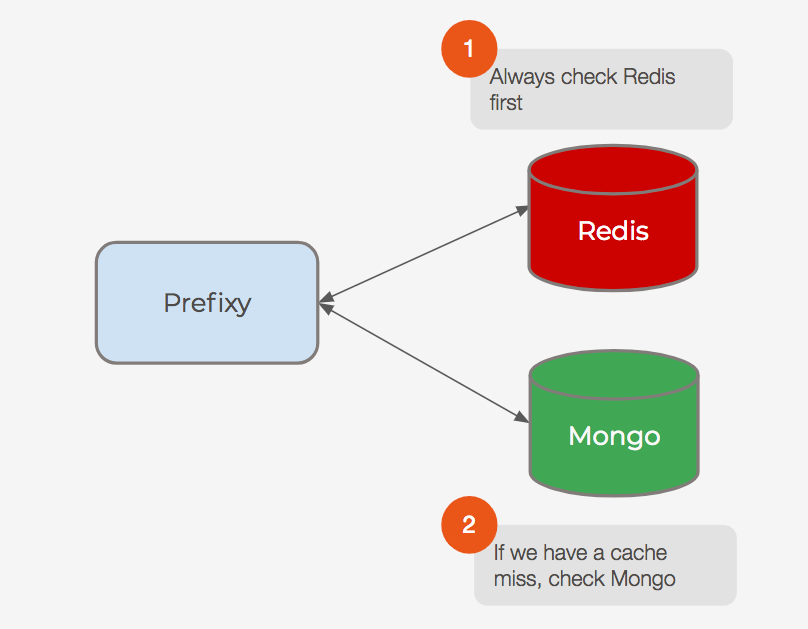 1
Always check Redis
first
Redis
Prefixy
Mongo
2
If we have a cache
miss, check Mongo